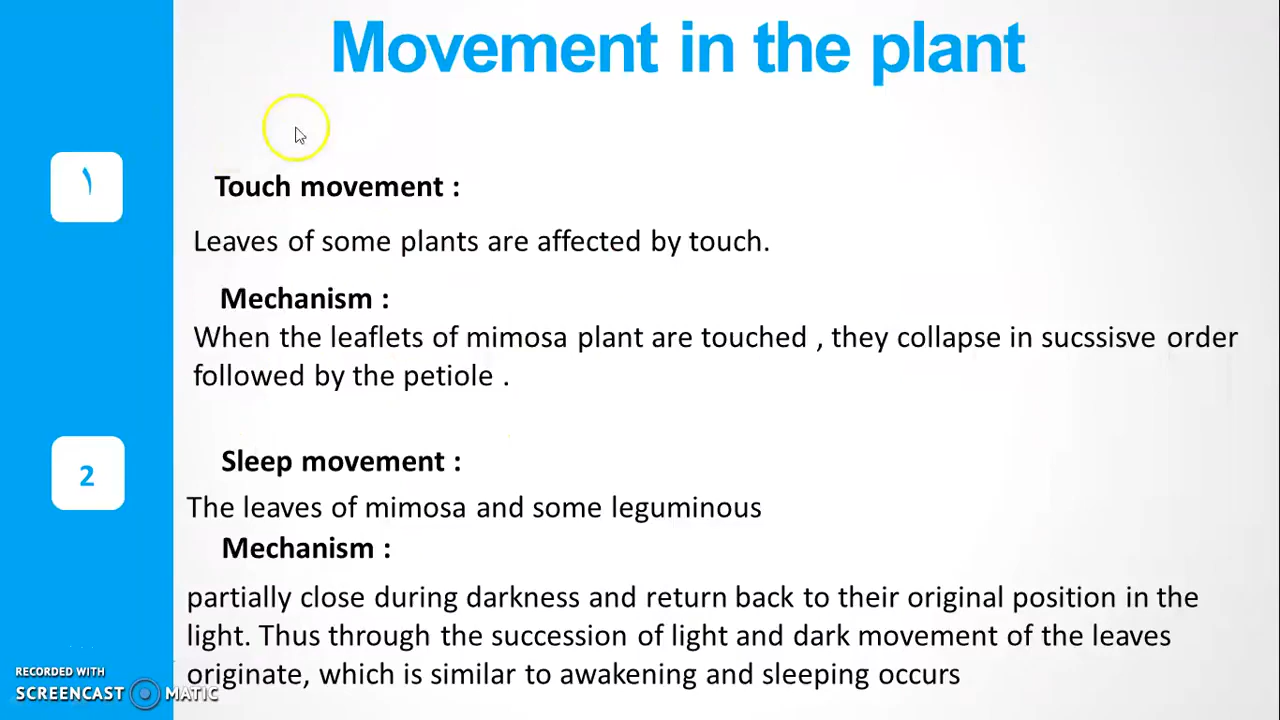 Movement in the plant
١
Touch movement :
Leaves of some plants are affected by touch.
Mechanism :
When the leaflets of mimosa plant are touched , they collapse in sucssisve order
followed by the petiole .
2
Sleep movement :
The leaves of mimosa and some leguminous
Mechanism :
partially close during darkness and return back to their original position in the
light. Thus through the succession of light and dark movement of the leaves
originate, which is similar to awakening and sleeping occurs
RECORDED WITH
SCREENCAST MATIC